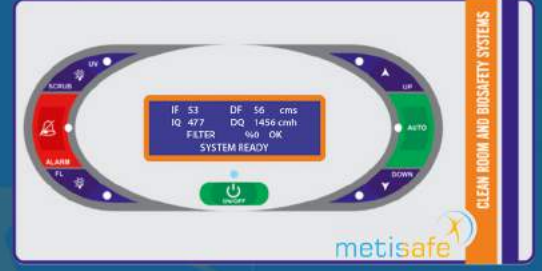 UV
SCRUB
UP
IF 53 DF 56 cms
IQ 477 DQ 1456 cmh
FILTER %0 OK
SYSTEM READY
AUTO
ALARM
FL
DOWN
ON/OFF
metisafe
CLEAN ROOM AND BIOSAFETY SYSTEMS